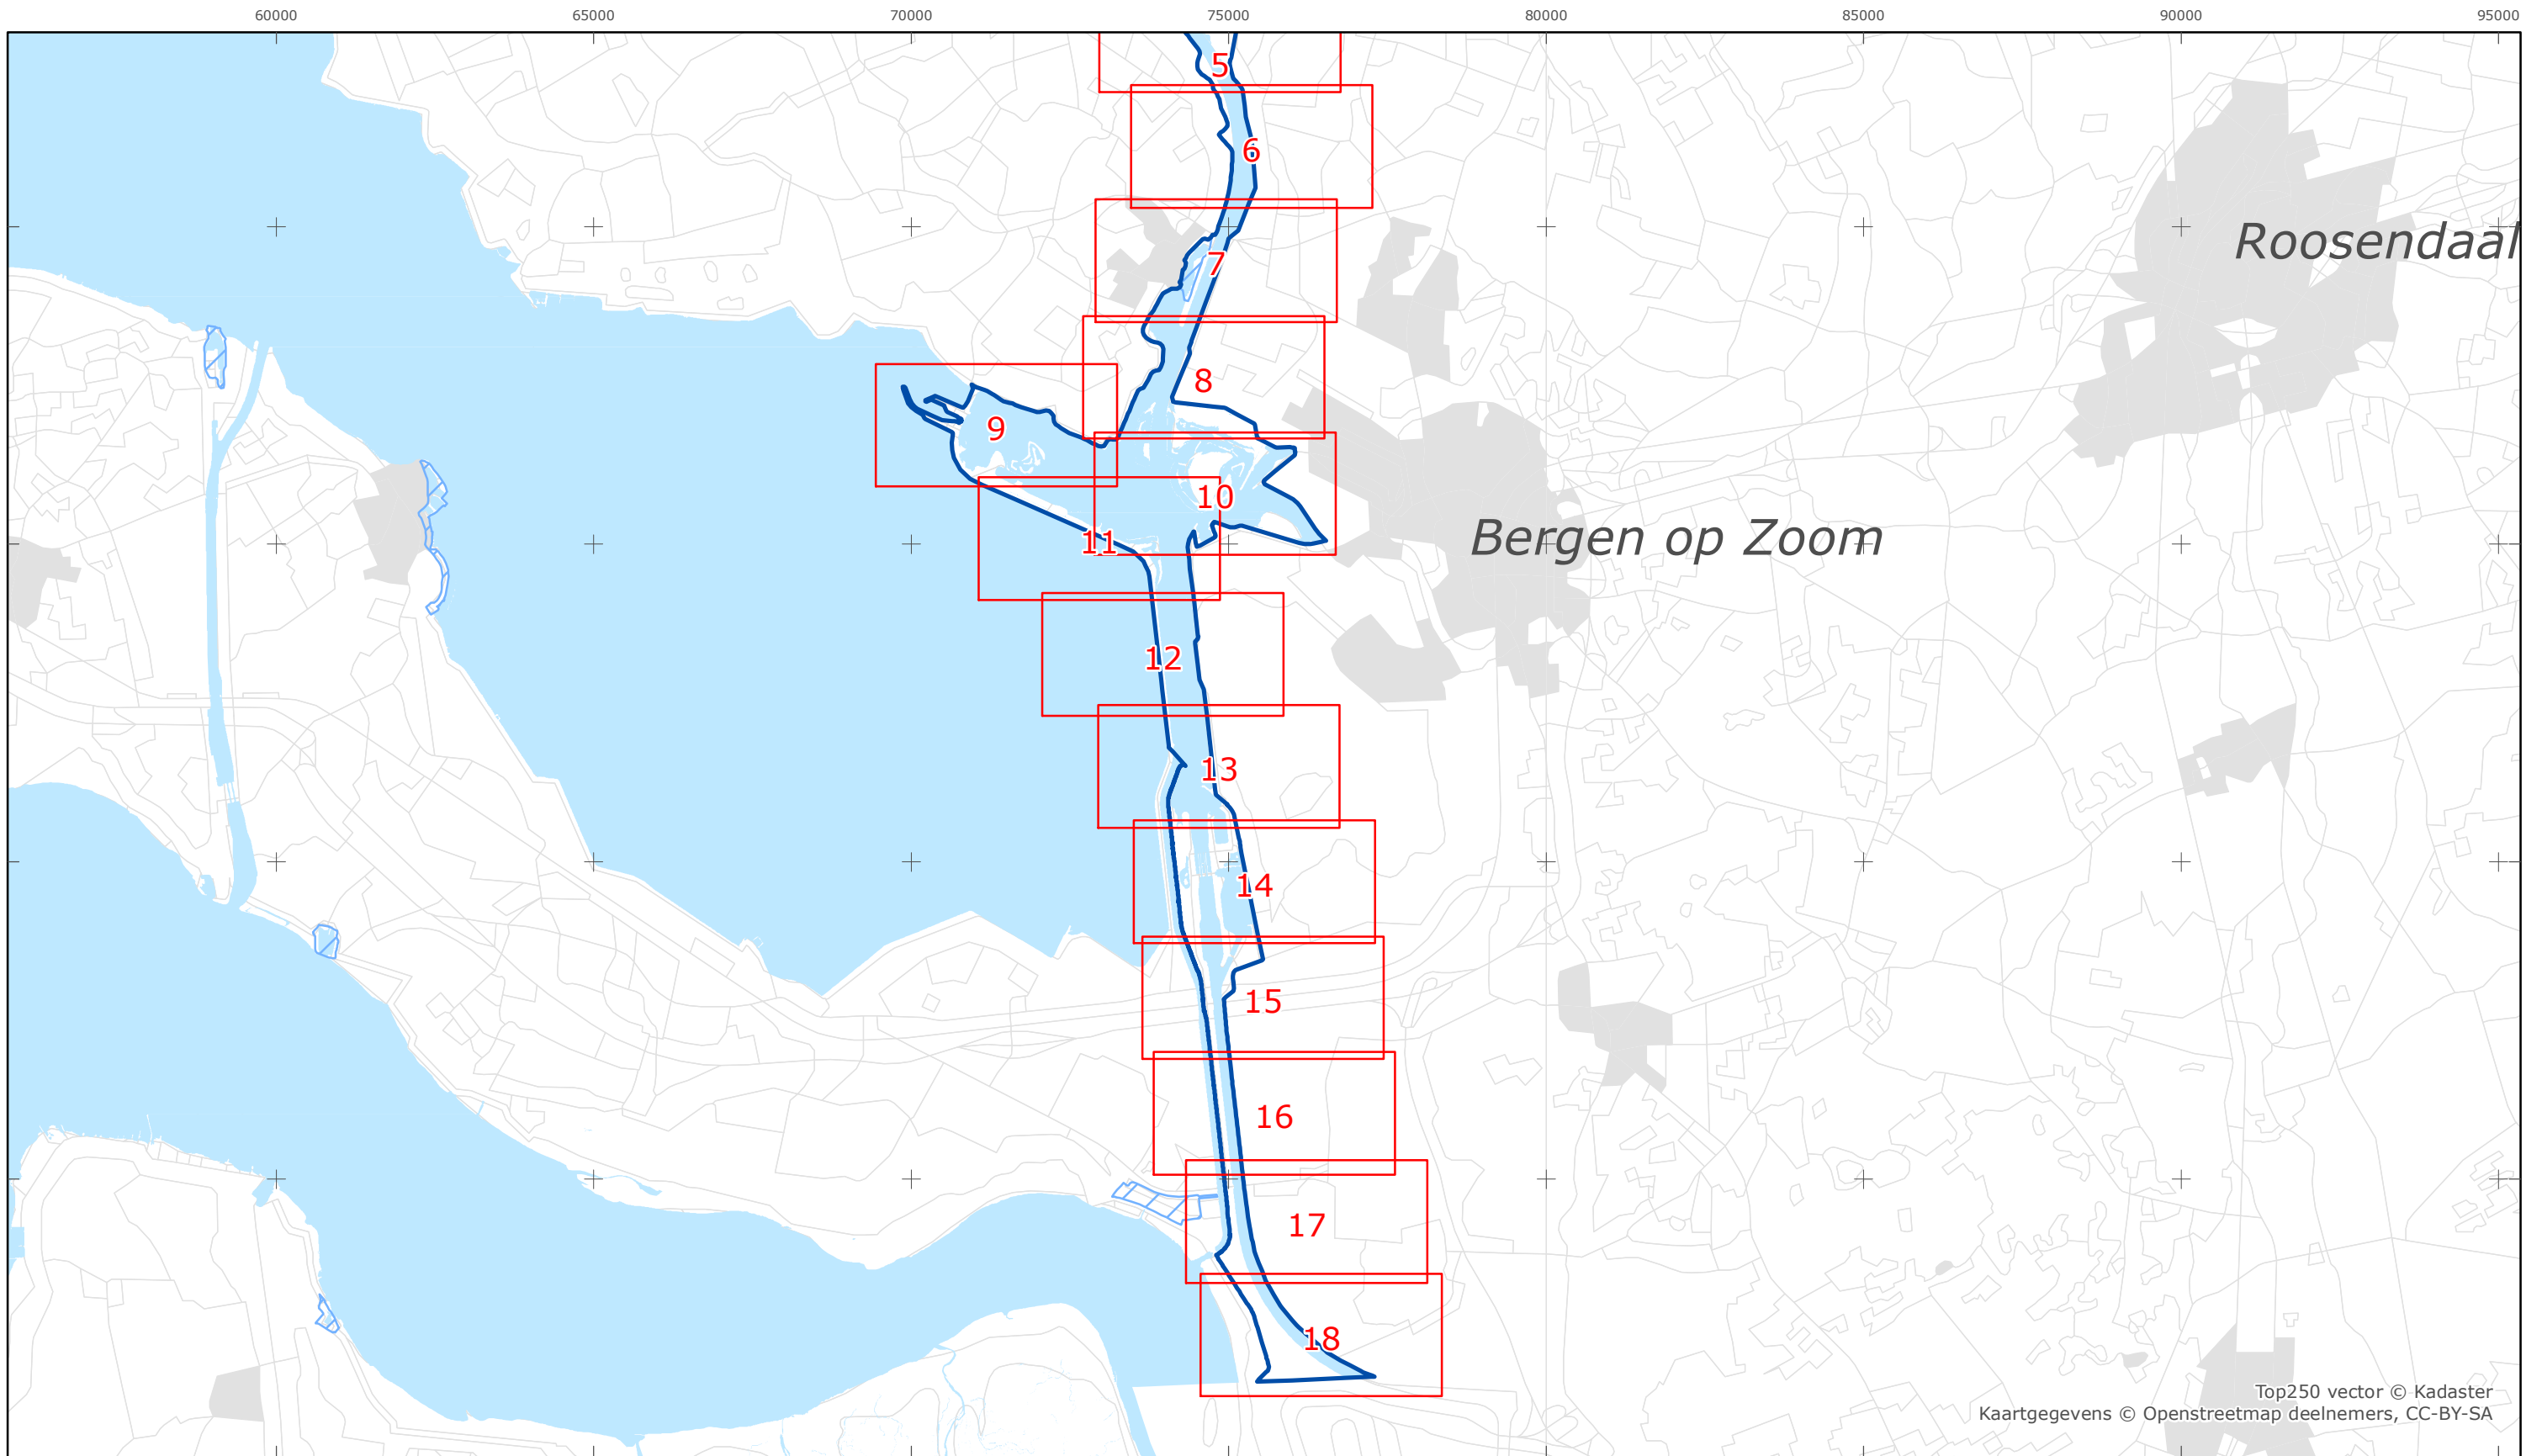 60000 65000 70000 75000 80000 85000 90000 95000
5
6
Roosendaal
7
8
9
10
Bergen op Zoom
11
12
13
14
15
16
17
18
Top250 vector © Kadaster
Kaartgegevens © Openstreetmap deelnemers, CC-BY-SA